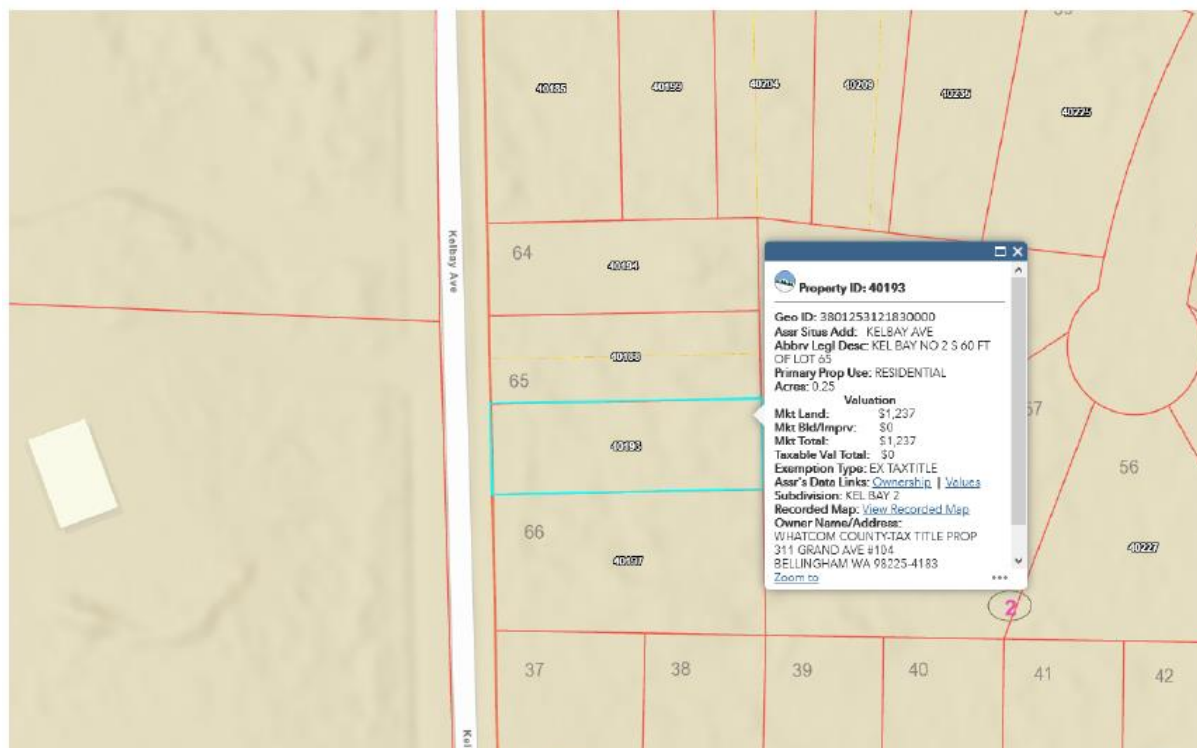 40185
40199
40204
40209
40236
40225
64
40194
Kelbay Ave
65
40188
40193
66
40197
Property ID: 40193
Geo ID: 3801253121830000
Assr Situs Add: KELBAY AVE
Abbrv Legl Desc: KEL BAY NO 2 S 60 FT
OF LOT 65
Primary Prop Use: RESIDENTIAL
Acres: 0.25
Valuation
Mkt Land: $1,237
Mkt Bld/Imprv: $0
Mkt Total: $1,237
Taxable Val Total: $0
Exemption Type: EX TAXTITLE
Assr's Data Links: Ownership | Values
Subdivision: KEL BAY 2
Recorded Map: View Recorded Map
Owner Name/Address:
WHATCOM COUNTY-TAX TITLE PROP
311 GRAND AVE #104
BELLINGHAM WA 98225-4183
Zoom to
57
56
40227
2
37
38
39
40
41
42
Kel